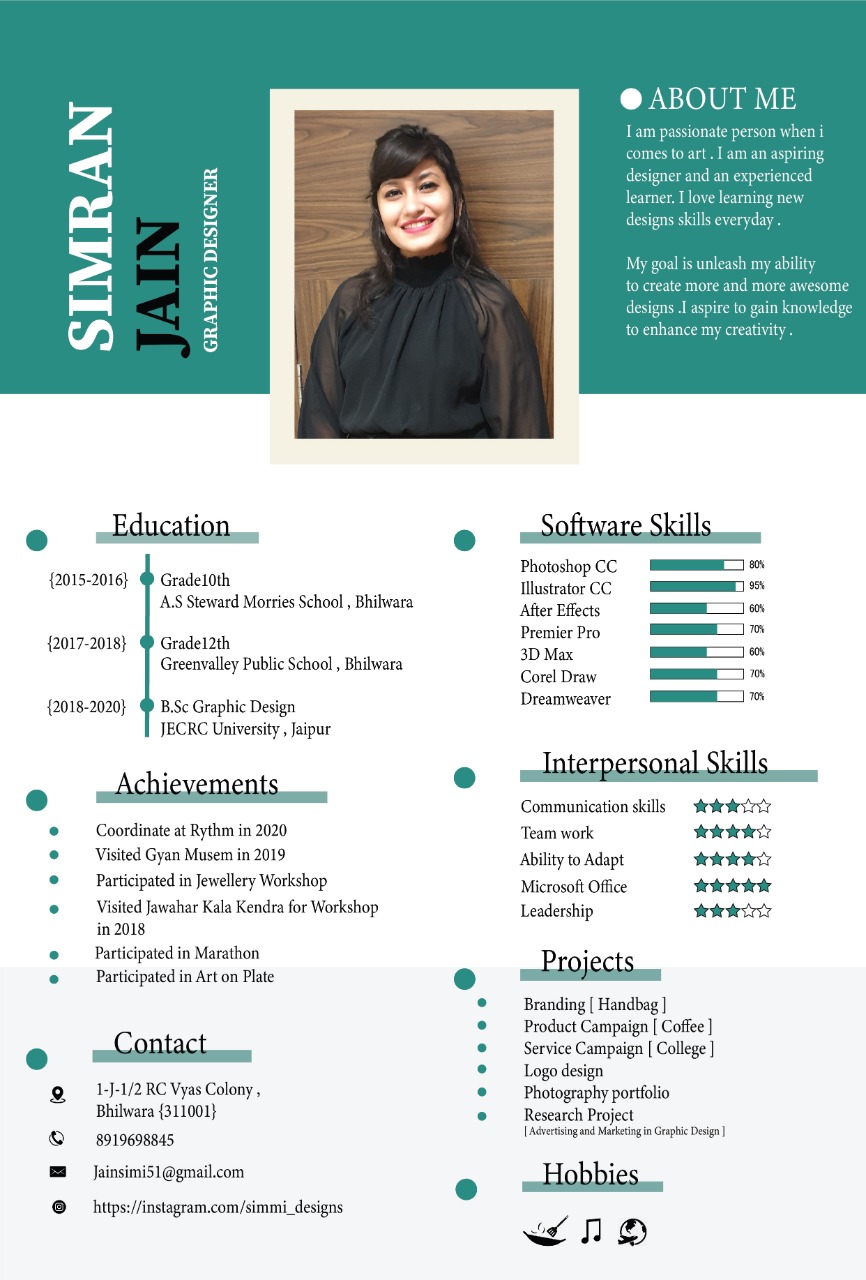 SIMRAN
JAIN
GRAPHIC DESIGNER
ABOUT ME
I am passionate person when i
comes to art . I am an aspiring
designer and an experienced
learner. I love learning new
designs skills everyday .
My goal is unleash my ability
to create more and more awesome
designs .I aspire to gain knowledge
to enhance my creativity .
Education
{2015-2016} Grade10th
A.S Steward Morries School , Bhilwara
{2017-2018} Grade12th
Greenvalley Public School , Bhilwara
{2018-2020} B.Sc Graphic Design
JECRC University , Jaipur
Achievements
Coordinate at Rythm in 2020
Visited Gyan Musem in 2019
Participated in Jewellery Workshop
Visited Jawahar Kala Kendra for Workshop
in 2018
Participated in Marathon
Participated in Art on Plate
Contact
1-J-1/2 RC Vyas Colony ,
Bhilwara {311001}
8919698845
Jainsimi51@gmail.com
https://instagram.com/simmi_designs
Software Skills
Photoshop CC 80%
Illustrator CC 95%
After Effects 60%
Premier Pro 70%
3D Max 60%
Corel Draw 70%
Dreamweaver 70%
Interpersonal Skills
Communication skills
Team work
Ability to Adapt
Microsoft Office
Leadership
Projects
Branding [ Handbag ]
Product Campaign [ Coffee ]
Service Campaign [ College ]
Logo design
Photography portfolio
Research Project
[ Advertising and Marketing in Graphic Design ]
Hobbies